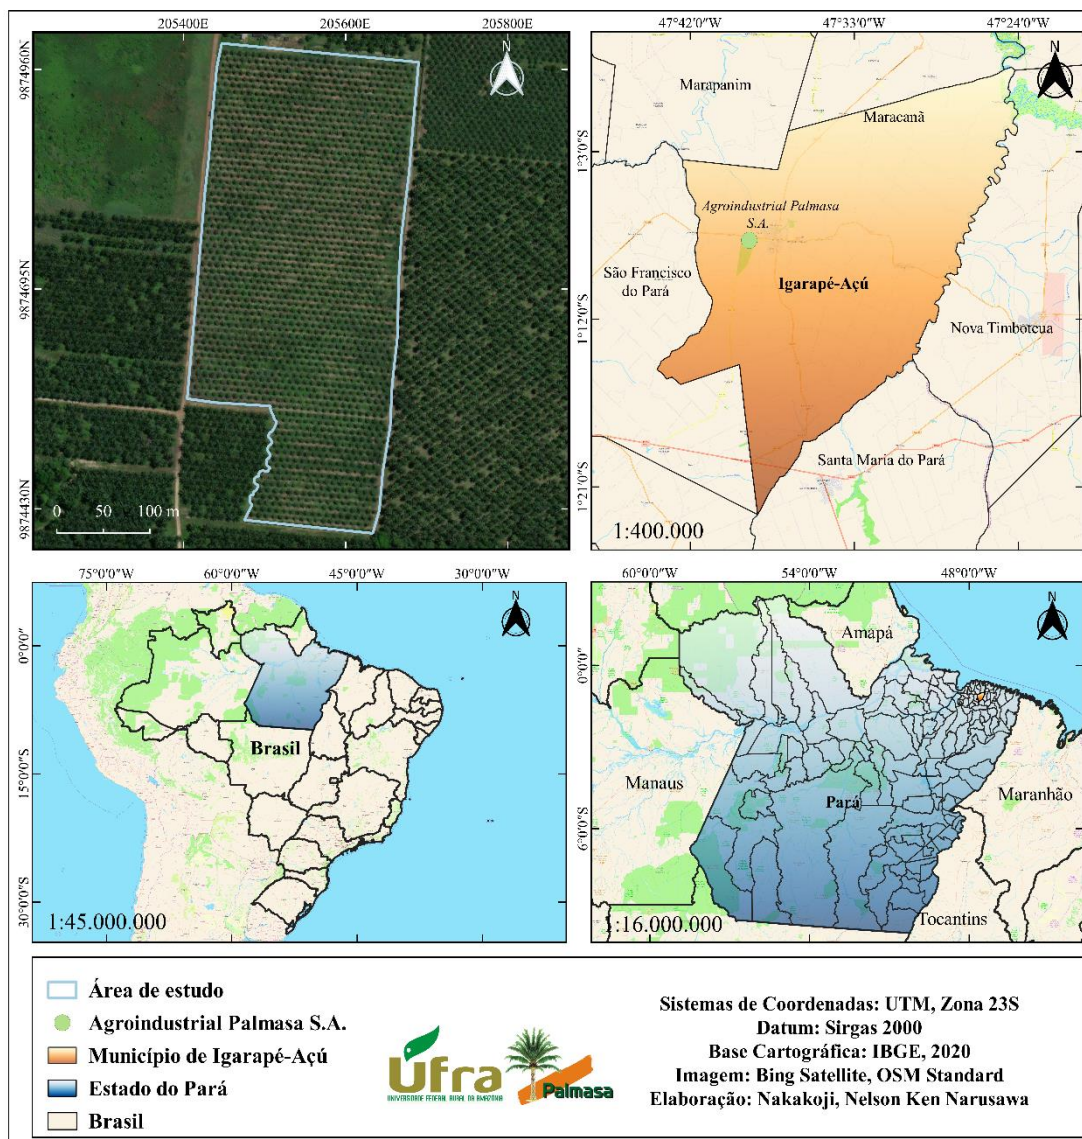 205400E 205600E 205800E
9874960N
9874695N
9874430N
N
0 50 100 m
47°42'0"W 47°33'0"W 47°24'0"W
1°3'0"S
1°12'0"S
1°21'0"S
N
Marapanim
Maracanã
Agroindustrial Palmasa
S.A.
São Francisco
do Pará
Igarapé-Açú
Nova Timboteua
Santa Maria do Pará
1:400.000
75°0'0"W 60°0'0"W 45°0'0"W 30°0'0"W
0°0'0"
15°0'0"S
30°0'0"S
N
Brasil
1:45.000.000
60°0'0"W 54°0'0"W 48°0'0"W
0°0'0"
6°0'0"S
N
Amapá
Manaus
Pará
Maranhão
Tocantins
1:16.000.000
Área de estudo
Agroindustrial Palmasa S.A.
Município de Igarapé-Açú
Estado do Pará
Brasil
Ufra
UNIVERSIDADE FEDERAL RURAL DA AMAZÔNIA
Palmasa
Sistemas de Coordenadas: UTM, Zona 23S
Datum: Sirgas 2000
Base Cartográfica: IBGE, 2020
Imagem: Bing Satellite, OSM Standard
Elaboração: Nakakoji, Nelson Ken Narusawa